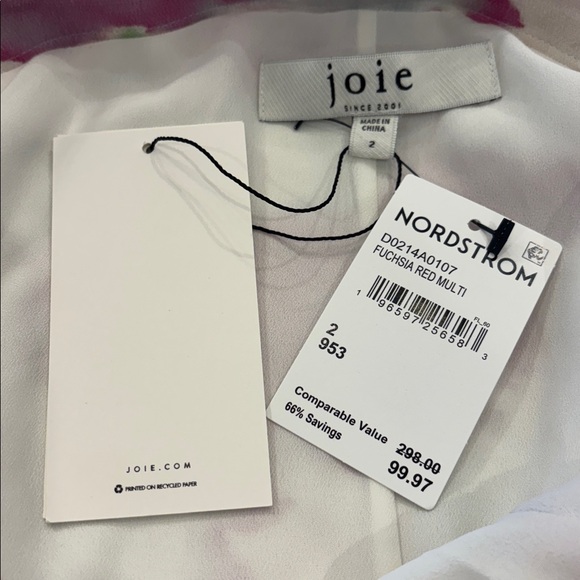 joie
SINCE 2001
MADE IN
CHINA
2
NORDSTROM
D0214A0107
FUCHSIA RED MULTI
FL_60
1 96597 25658 3
2
953
Comparable Value 298.00
66% Savings 99.97
JOIE.COM
PRINTED ON RECYCLED PAPER